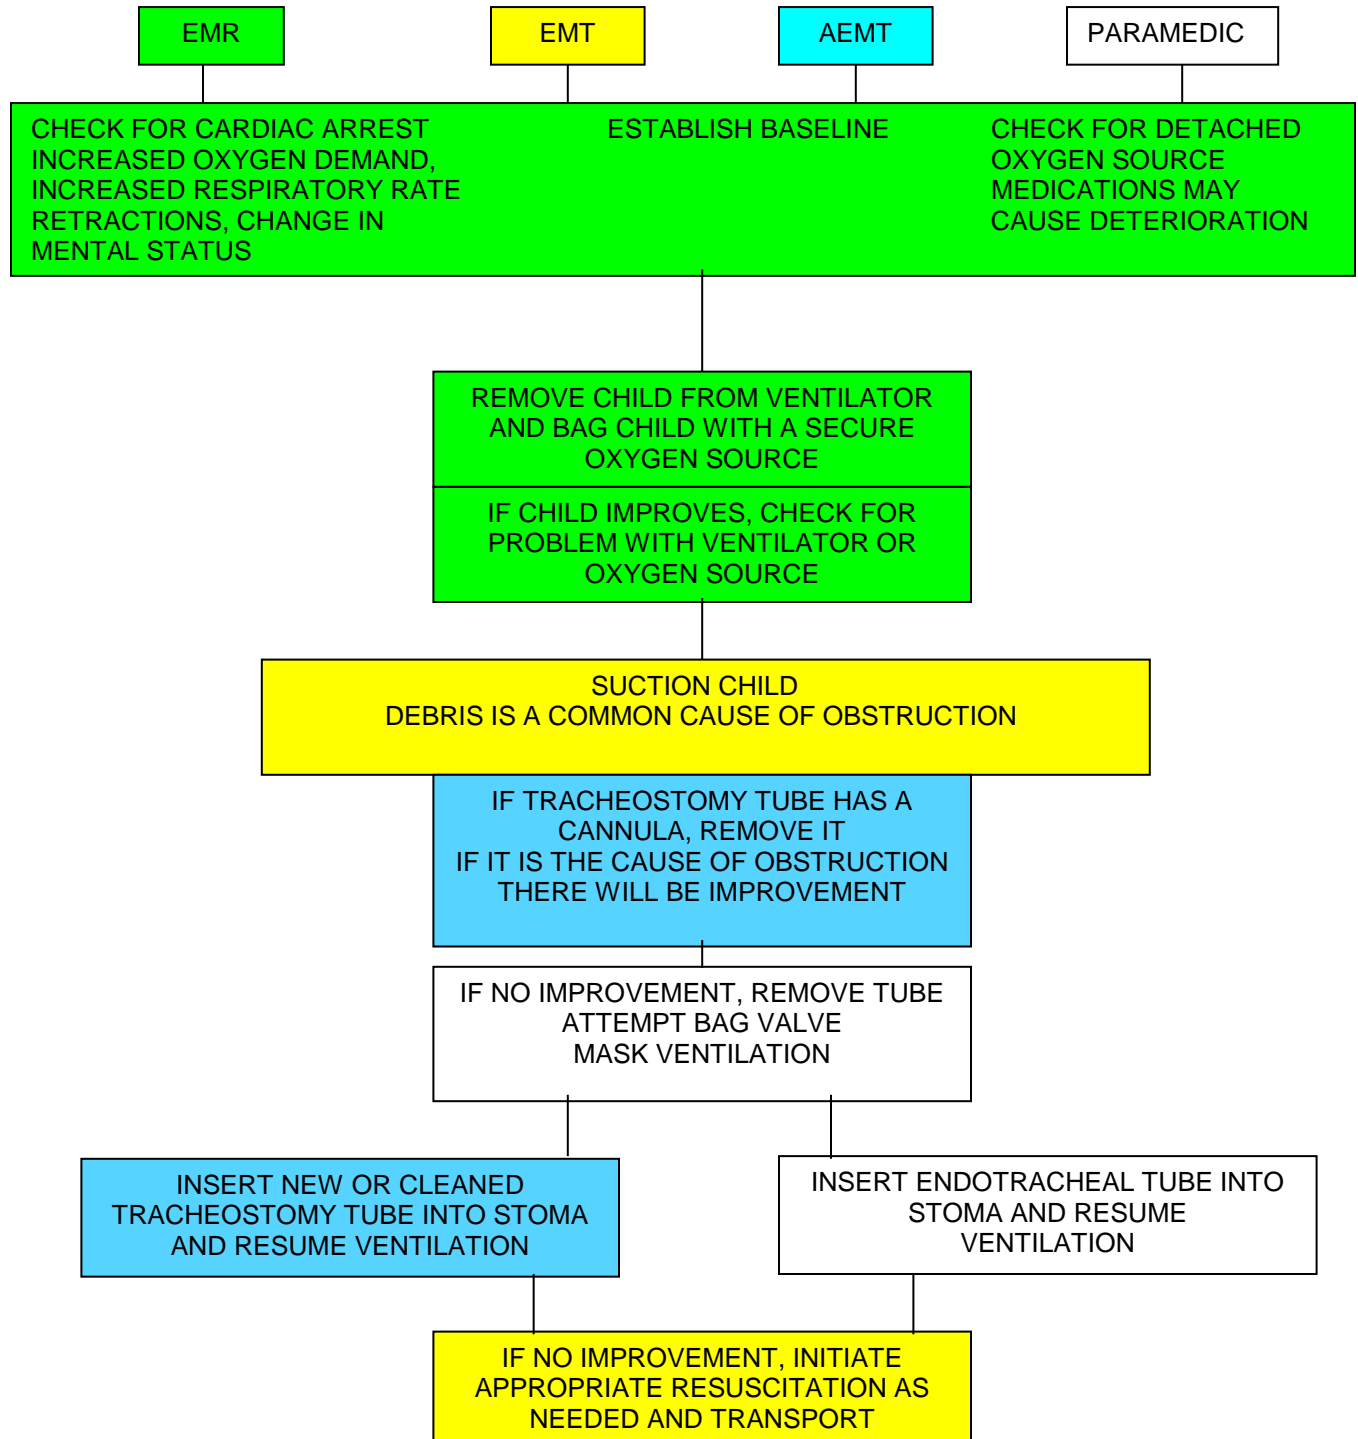 EMR
EMT
AEMT
PARAMEDIC
CHECK FOR CARDIAC ARREST
INCREASED OXYGEN DEMAND,
INCREASED RESPIRATORY RATE
RETRACTIONS, CHANGE IN
MENTAL STATUS
ESTABLISH BASELINE
CHECK FOR DETACHED
OXYGEN SOURCE
MEDICATIONS MAY
CAUSE DETERIORATION
REMOVE CHILD FROM VENTILATOR
AND BAG CHILD WITH A SECURE
OXYGEN SOURCE
IF CHILD IMPROVES, CHECK FOR
PROBLEM WITH VENTILATOR OR
OXYGEN SOURCE
SUCTION CHILD
DEBRIS IS A COMMON CAUSE OF OBSTRUCTION
IF TRACHEOSTOMY TUBE HAS A
CANNULA, REMOVE IT
IF IT IS THE CAUSE OF OBSTRUCTION
THERE WILL BE IMPROVEMENT
IF NO IMPROVEMENT, REMOVE TUBE
ATTEMPT BAG VALVE
MASK VENTILATION
INSERT NEW OR CLEANED
TRACHEOSTOMY TUBE INTO STOMA
AND RESUME VENTILATION
INSERT ENDOTRACHEAL TUBE INTO
STOMA AND RESUME
VENTILATION
IF NO IMPROVEMENT, INITIATE
APPROPRIATE RESUSCITATION AS
NEEDED AND TRANSPORT